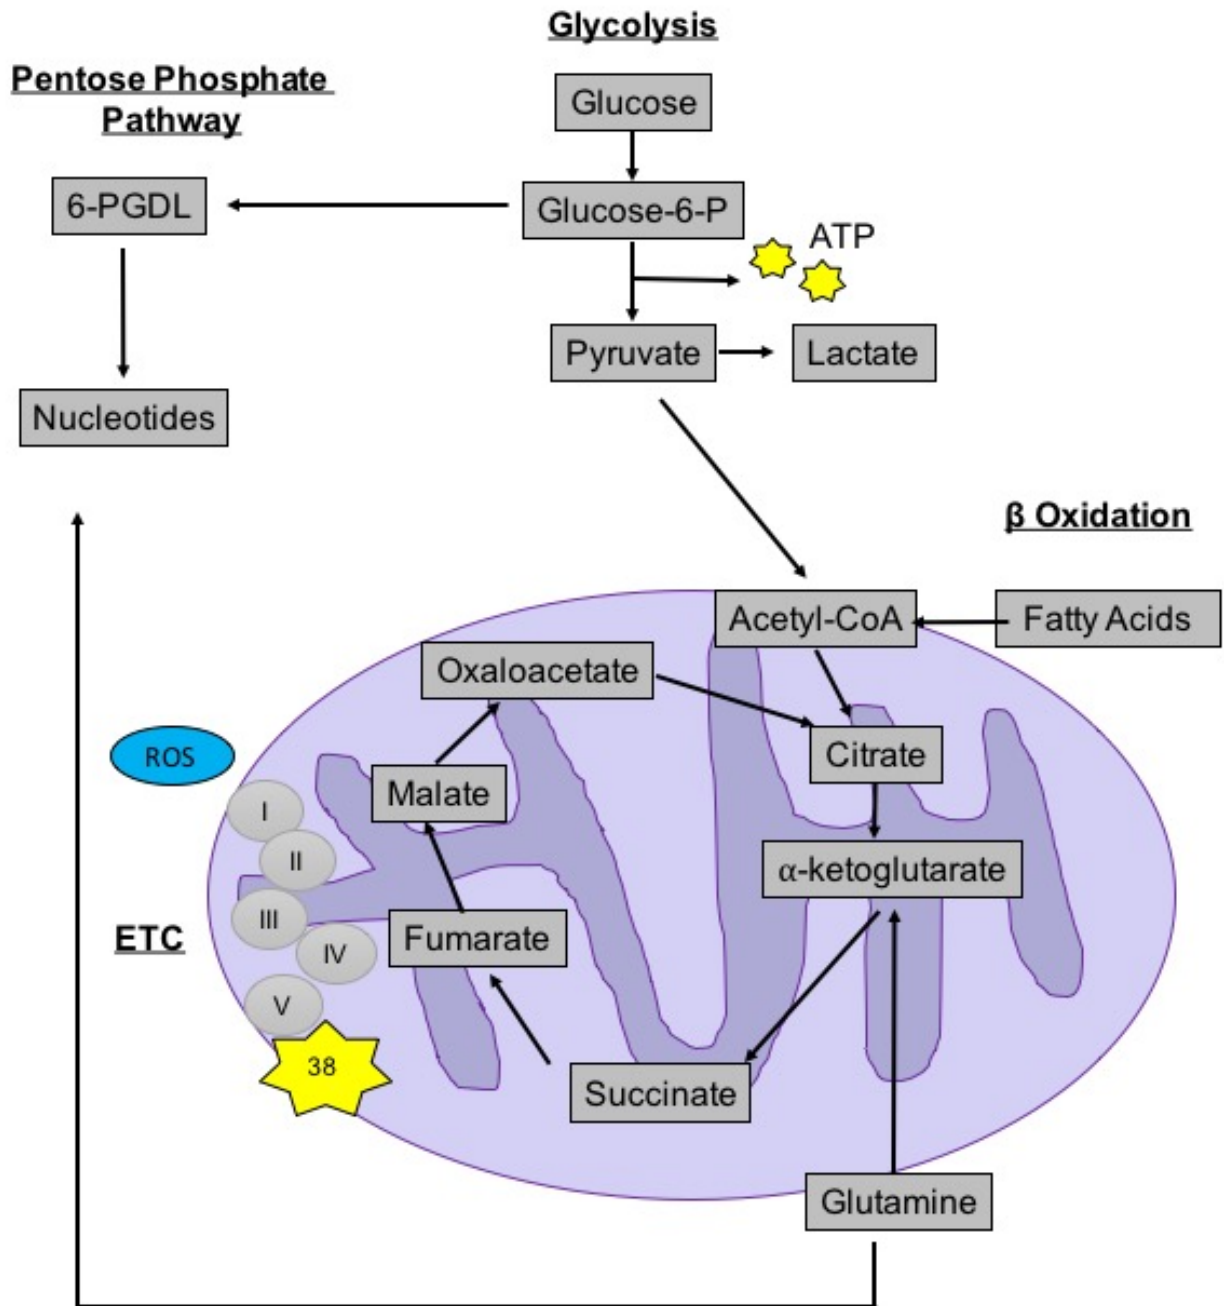 Glycolysis
Pentose Phosphate
Pathway
Glucose
6-PGDL
Glucose-6-P
ATP
Pyruvate
Lactate
Nucleotides
β Oxidation
Acetyl-CoA
Fatty Acids
Oxaloacetate
Citrate
ROS
Malate
I
II
α-ketoglutarate
III
ETC
Fumarate
IV
V
38
Succinate
Glutamine